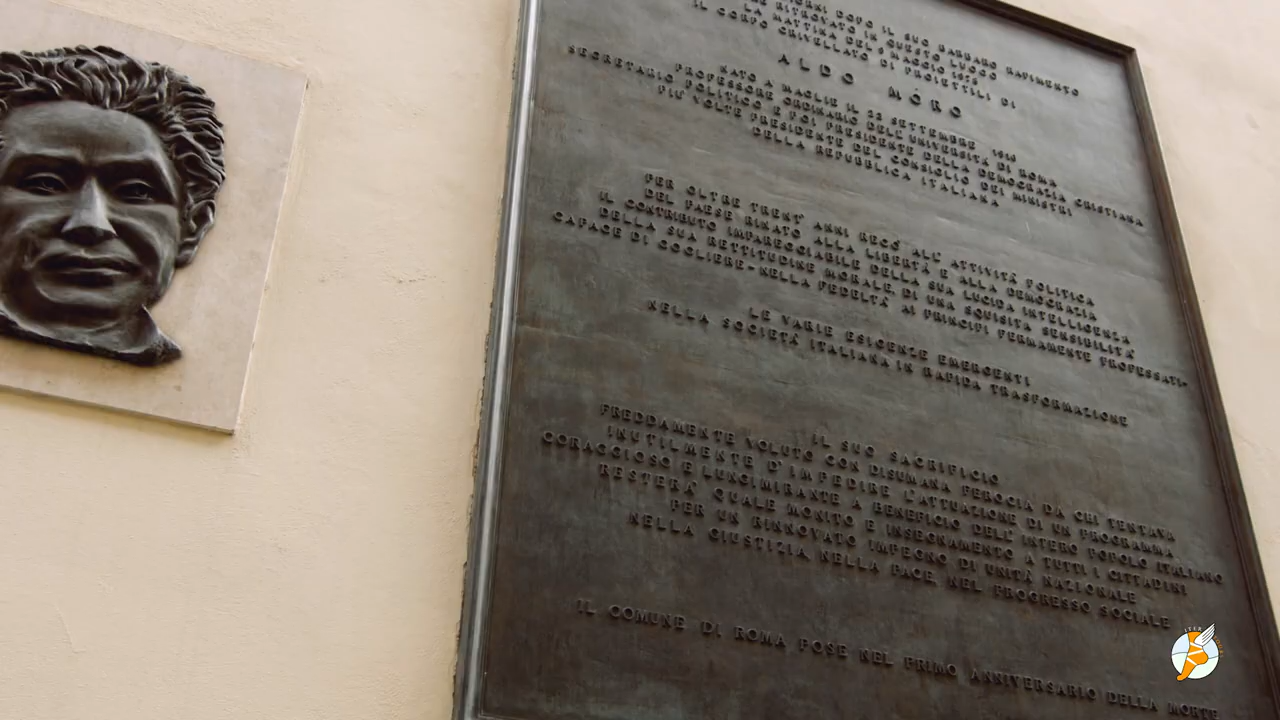 GIORNI DOPO IL SUO BARBARO RAPIMENTO
RITROVATO IN QUESTO LUOGO
LA MATTINA DEL 9 MAGGIO 1978
IL CORPO CRIVELLATO DI PROIETTILI DI
ALDO MORO
NATO A MAGLIE IL 23 SETTEMBRE 1916
PROFESSORE ORDINARIO DELL'UNIVERSITÀ DI ROMA
SECRETARIO POLITICO E POI PRESIDENTE DELLA DEMOCRAZIA CRISTIANA
PIU' VOLTE PRESIDENTE DEL CONSIGLIO DEI MINISTRI
DELLA REPUBBLICA ITALIANA
PER OLTRE TRENT' ANNI RECO' ALL' ATTIVITÀ POLITICA
DEL PAESE RINATO ALLA LIBERTÀ E ALLA DEMOCRAZIA
IL CONTRIBUTO IMPAREGGIABILE DELLA SUA LUCIDA INTELLIGENZA
DELLA SUA RETTITUDINE MORALE, DI UNA SQUISITA SENSIBILITÀ
CAPACE DI COGLIERE-NELLA FEDELTÀ AI PRINCIPI FERMAMENTE PROFESSATI-
LE VARIE ESIGENZE EMERGENTI
NELLA SOCIETÀ ITALIANA IN RAPIDA TRASFORMAZIONE
IL SUO SACRIFICIO
FREDDAMENTE VOLUTO CON DISUMANA FEROCIA DA CHI TENTAVA
INUTILMENTE D'IMPEDIRE L'ATTUAZIONE DI UN PROGRAMMA
CORAGGIOSO E LUNGIMIRANTE A BENEFICIO DELL' INTERO POPOLO ITALIANO
RESTERA' QUALE MONITO E INSEGNAMENTO A TUTTI I CITTADINI
PER UN RINNOVATO IMPEGNO DI UNITÀ NAZIONALE
NELLA GIUSTIZIA, NELLA PACE, NEL PROGRESSO SOCIALE
IL COMUNE DI ROMA POSE NEL PRIMO ANNIVERSARIO DELLA MORTE
ITER